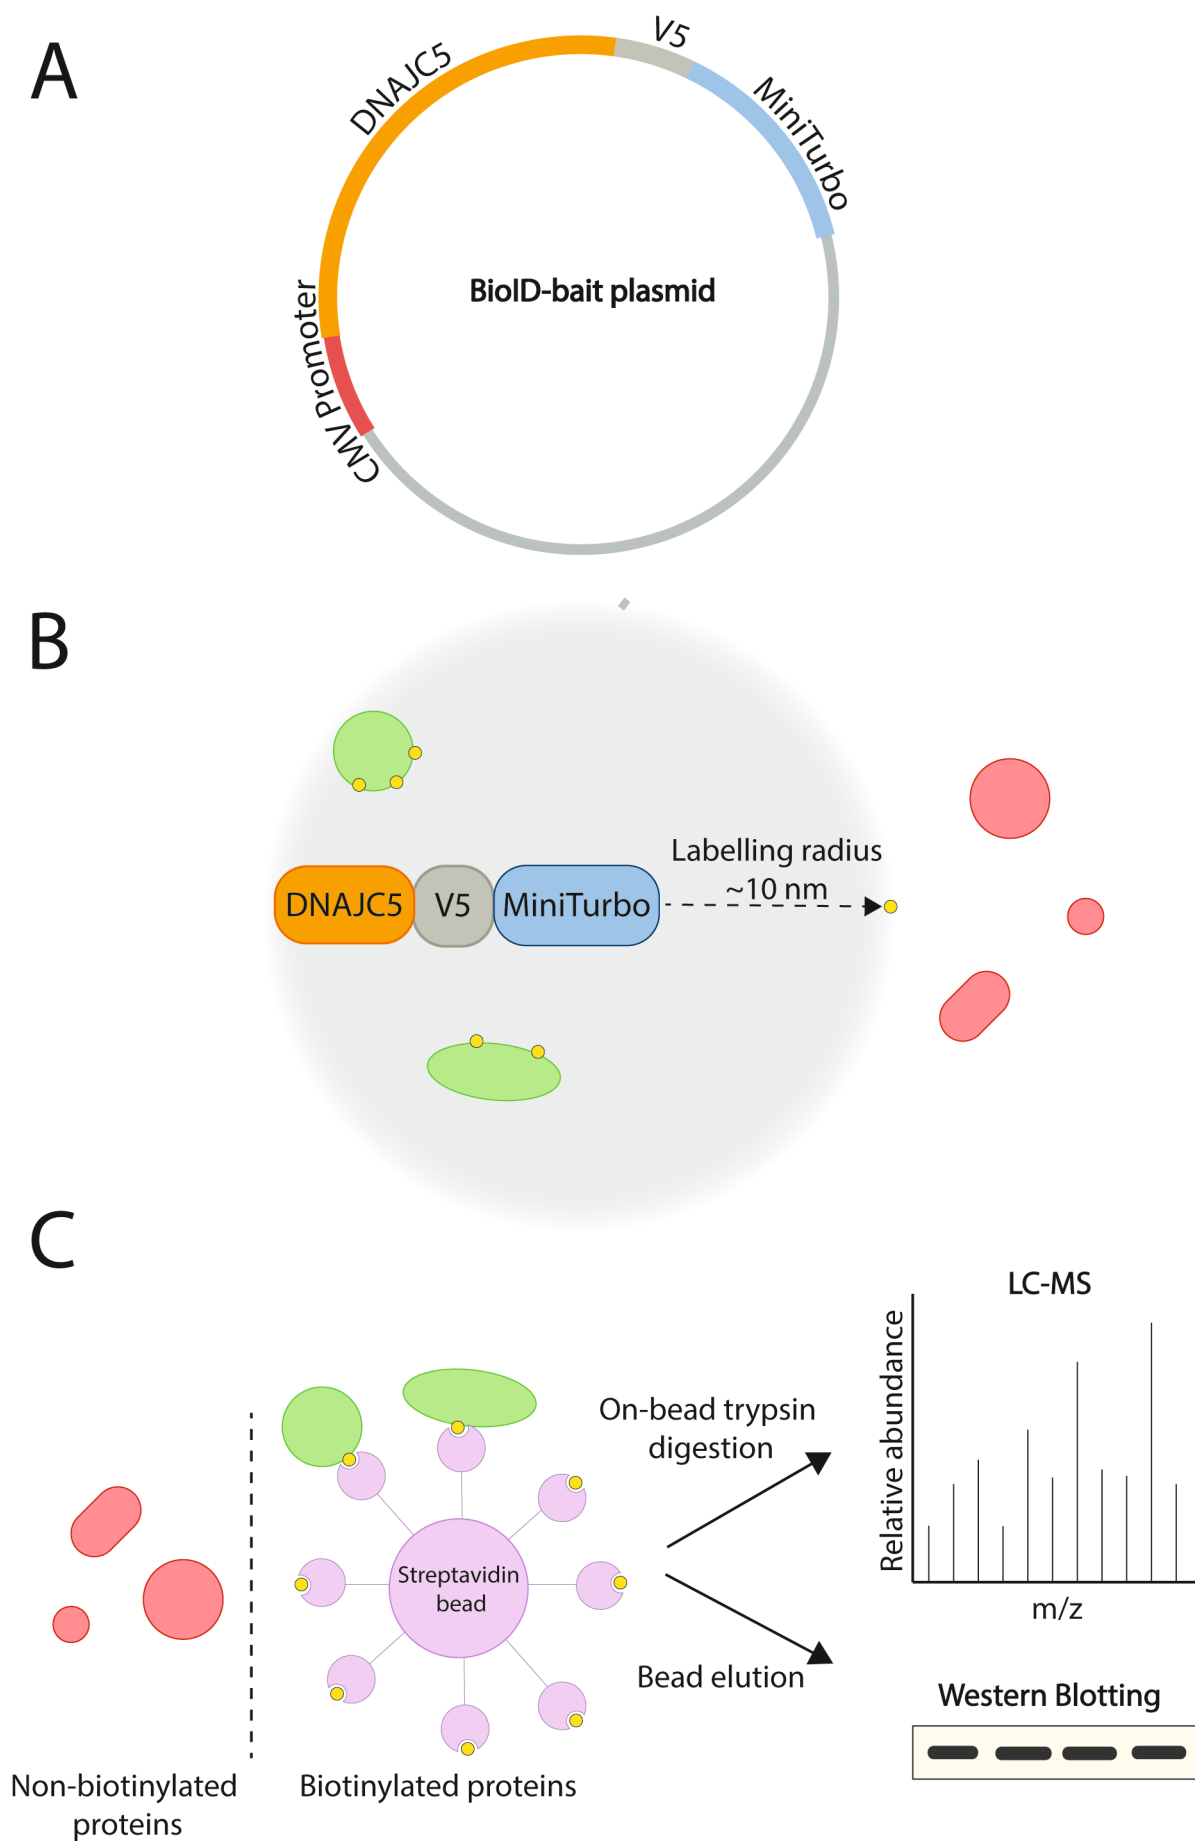 A
DNAJC5
V5
MiniTurbo
BioID-bait plasmid
CMV Promoter
B
Labelling radius
~10 nm
DNAJC5
V5
MiniTurbo
C
LC-MS
Relative abundance
m/z
On-bead trypsin
digestion
Streptavidin
bead
Bead elution
Western Blotting
Non-biotinylated
proteins
Biotinylated proteins